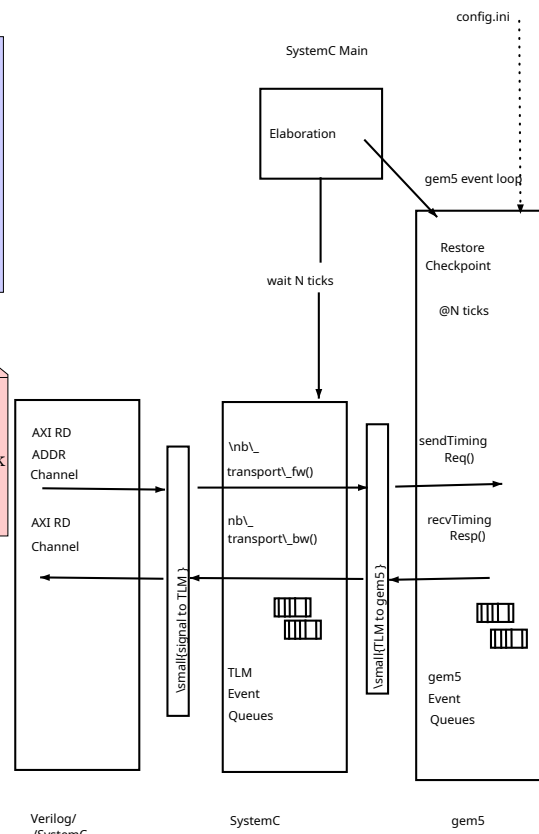 config.ini
SystemC Main
Elaboration
gem5 event loop
Restore
Checkpoint
wait N ticks
@N ticks
AXI RD
ADDR
Channel
\nb\_
transport\_fw()
sendTiming
Req()
AXI RD
Channel
nb\_
transport\_bw()
recvTiming
Resp()
\small{signal to TLM }
\small{TLM to gem5 }
TLM
Event
Queues
gem5
Event
Queues
Verilog/
/SystemC
SystemC
gem5